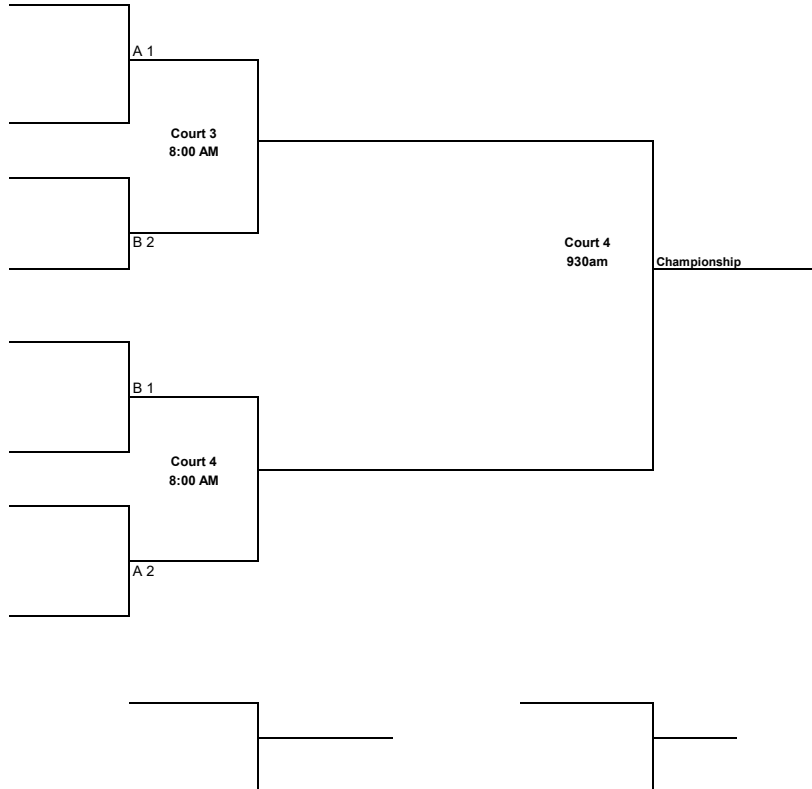 A 1
Court 3
8:00 AM
B 2
Court 4
930am
Championship
B 1
Court 4
8:00 AM
A 2